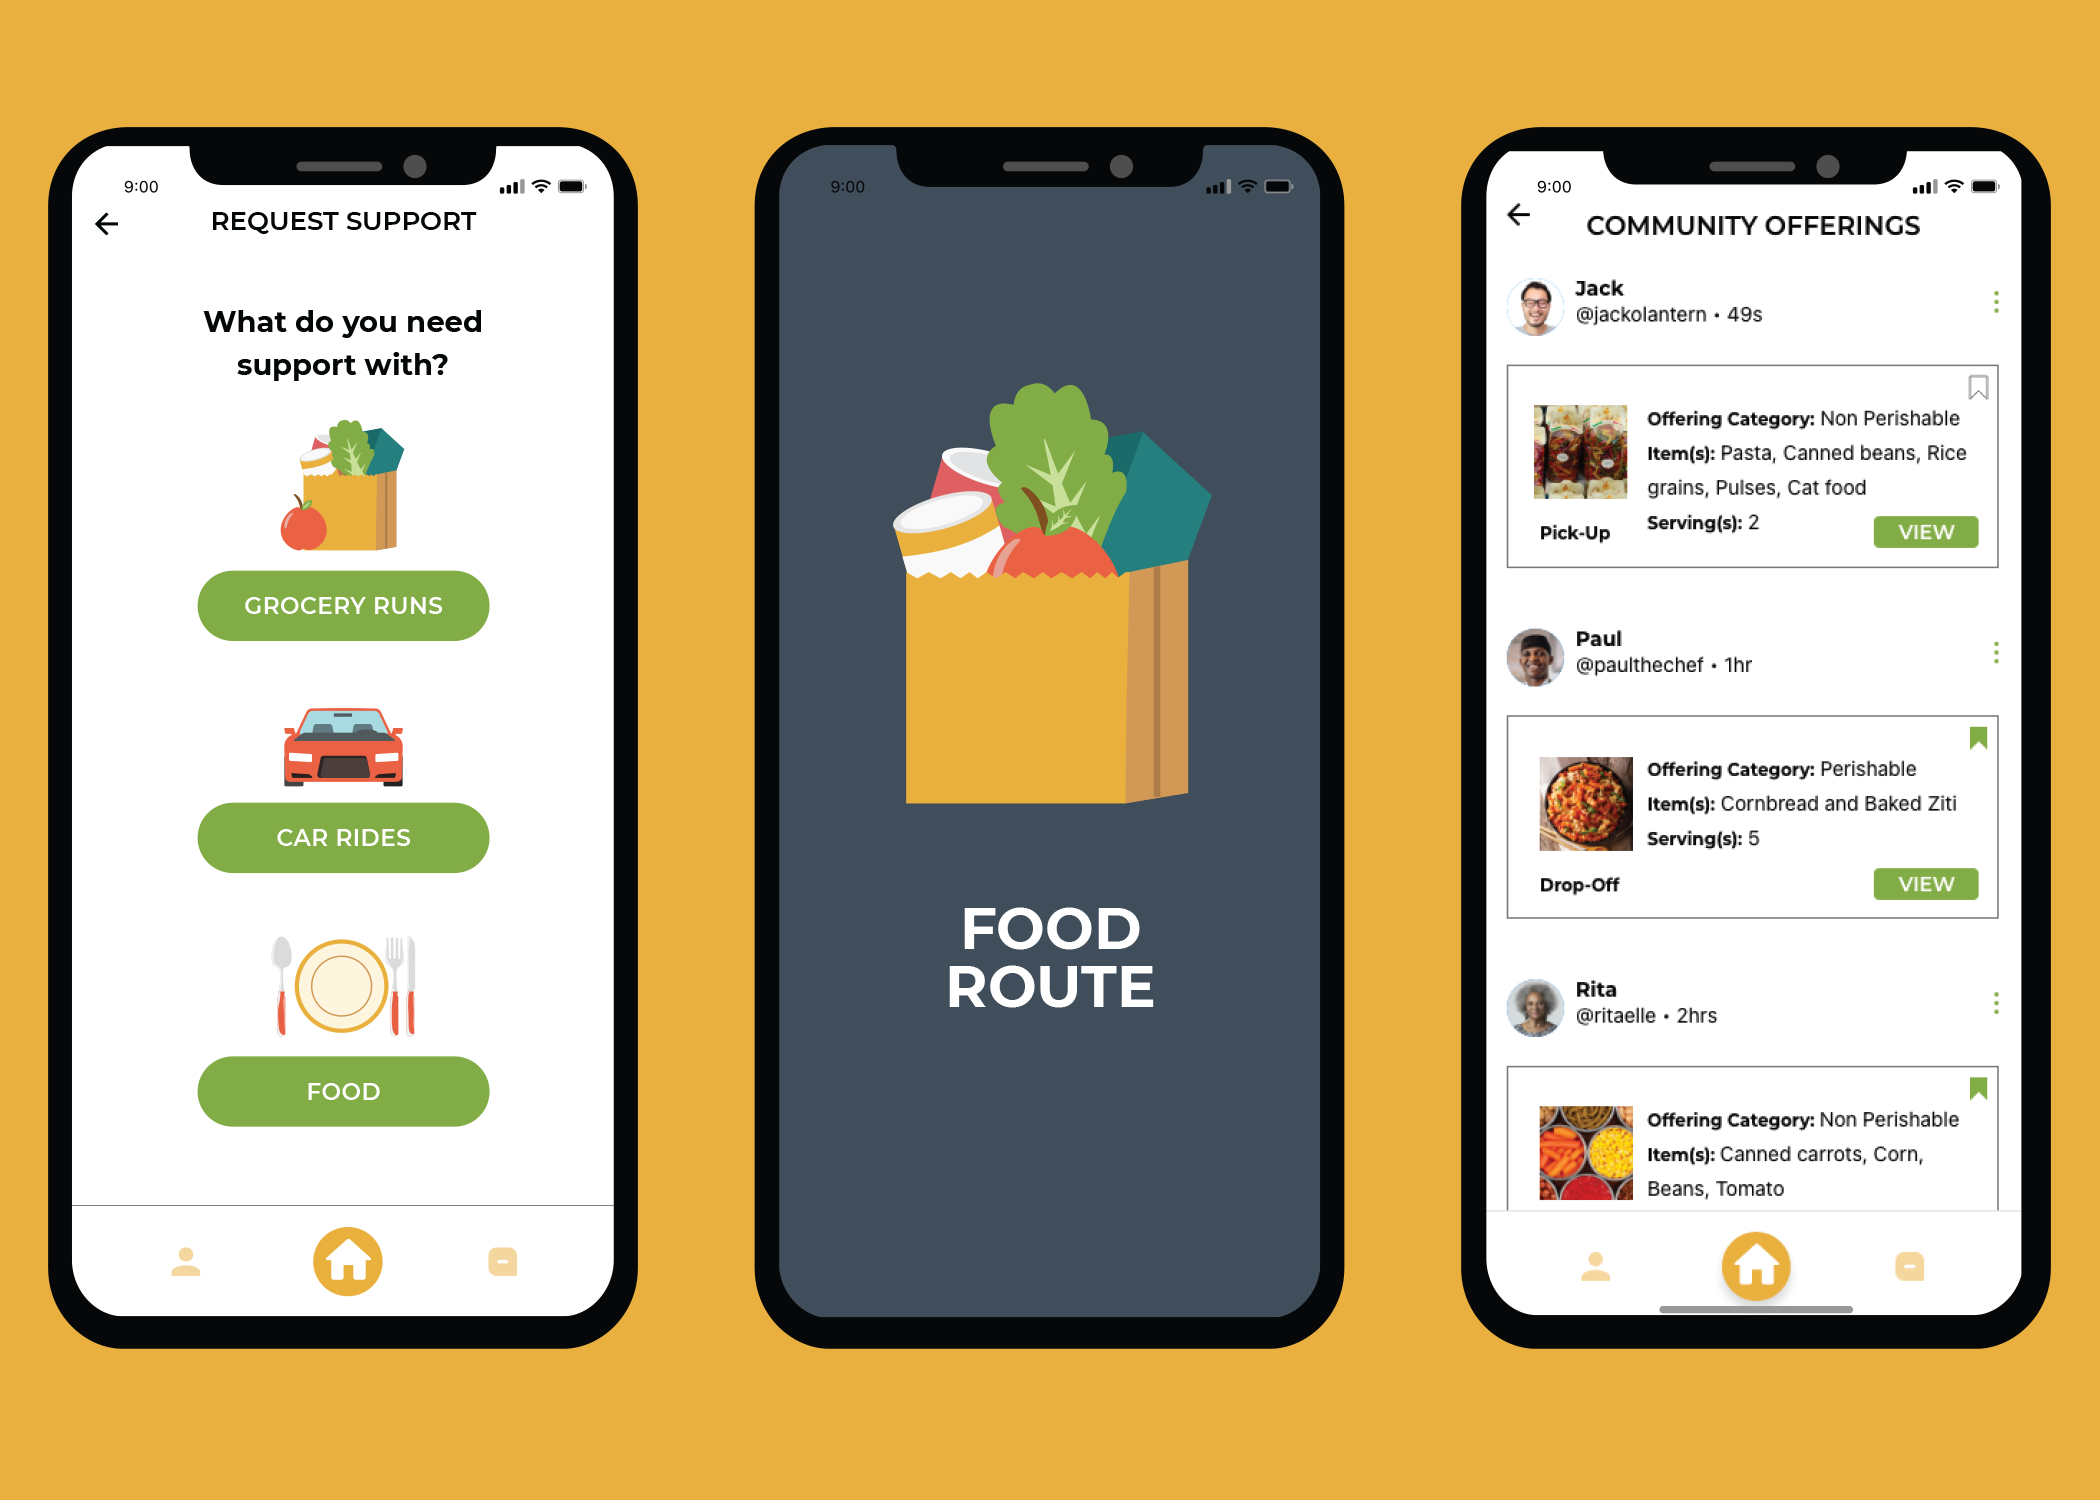 9:00
REQUEST SUPPORT
What do you need
support with?
GROCERY RUNS
CAR RIDES
FOOD
9:00
FOOD
ROUTE
9:00
COMMUNITY OFFERINGS
Jack
@jackolantern • 49s
Offering Category: Non Perishable
Item(s): Pasta, Canned beans, Rice
grains, Pulses, Cat food
Serving(s): 2
Pick-Up
VIEW
Paul
@paulthechef • 1hr
Offering Category: Perishable
Item(s): Cornbread and Baked Ziti
Serving(s): 5
Drop-Off
VIEW
Rita
@ritaelle • 2hrs
Offering Category: Non Perishable
Item(s): Canned carrots, Corn,
Beans, Tomato